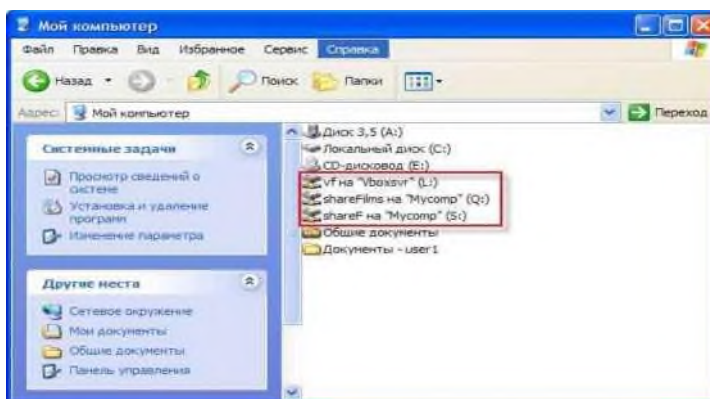 Мой компьютер
Файл Правка Вид Избранное Сервис Справка
Назад Поиск Папки
Адрес: Мой компьютер Переход
Системные задачи
Просмотр сведений о системе
Установка и удаление программ
Изменение параметра
Другие места
Сетевое окружение
Мои документы
Общие документы
Панель управления
Диск 3,5 (A:)
Локальный диск (C:)
CD-дисковод (E:)
vf на "Vboxsvr" (L:)
shareFilms на "Mycomp" (Q:)
shareF на "Mycomp" (S:)
Общие документы
Документы - user1